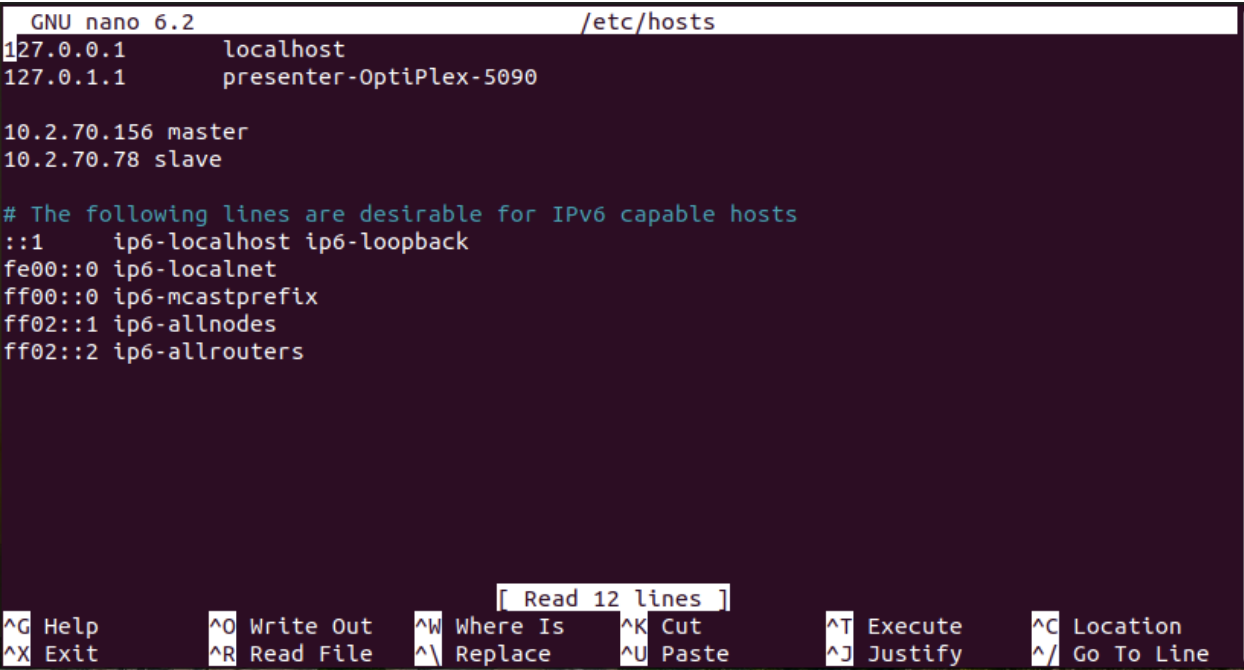 GNU nano 6.2 /etc/hosts
127.0.0.1 localhost
127.0.1.1 presenter-OptiPlex-5090
10.2.70.156 master
10.2.70.78 slave
# The following lines are desirable for IPv6 capable hosts
::1 ip6-localhost ip6-loopback
fe00::0 ip6-localnet
ff00::0 ip6-mcastprefix
ff02::1 ip6-allnodes
ff02::2 ip6-allrouters
[ Read 12 lines ]
^G Help ^O Write Out ^W Where Is ^K Cut ^T Execute ^C Location
^X Exit ^R Read File ^\ Replace ^U Paste ^J Justify ^/ Go To Line